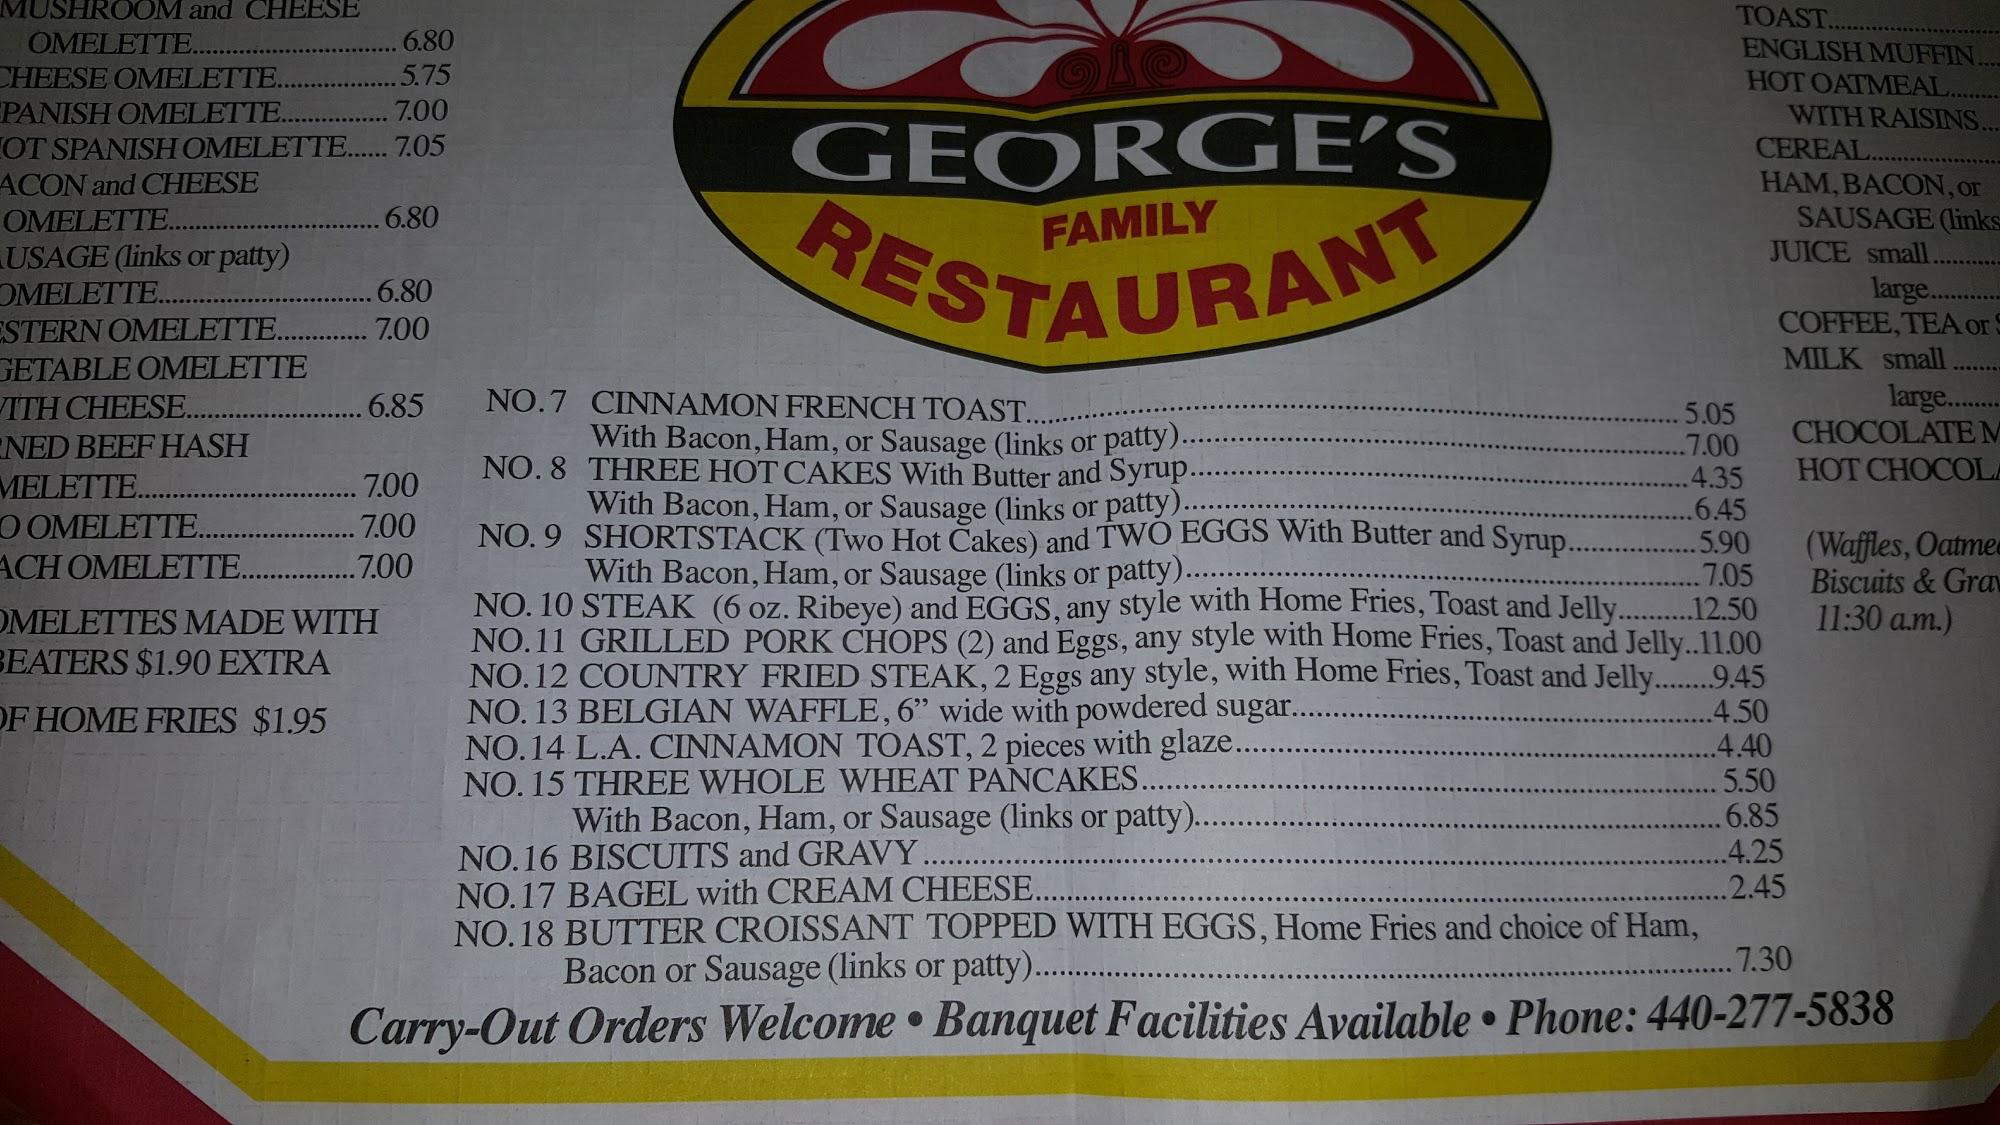 MUSHROOM and CHEESE
OMELETTE............................ 6.80
CHEESE OMELETTE................. 5.75
PANISH OMELETTE............... 7.00
OT SPANISH OMELETTE...... 7.05
ACON and CHEESE
OMELETTE.............................. 6.80
AUSAGE (links or patty)
OMELETTE.............................. 6.80
ESTERN OMELETTE............. 7.00
GETABLE OMELETTE
WITH CHEESE......................... 6.85
RNED BEEF HASH
MELETTE............................... 7.00
O OMELETTE...................... 7.00
ACH OMELETTE................7.00
OMELETTES MADE WITH
BEATERS $1.90 EXTRA
OF HOME FRIES $1.95
GEORGE'S
FAMILY
RESTAURANT
NO. 7 CINNAMON FRENCH TOAST.................... 5.05
With Bacon, Ham, or Sausage (links or patty)....................7.00
NO. 8 THREE HOT CAKES With Butter and Syrup....................4.35
With Bacon, Ham, or Sausage (links or patty)....................6.45
NO. 9 SHORTSTACK (Two Hot Cakes) and TWO EGGS With Butter and Syrup................5.90
With Bacon, Ham, or Sausage (links or patty)....................7.05
NO. 10 STEAK (6 oz. Ribeye) and EGGS, any style with Home Fries, Toast and Jelly.........12.50
NO. 11 GRILLED PORK CHOPS (2) and Eggs, any style with Home Fries, Toast and Jelly..11.00
NO. 12 COUNTRY FRIED STEAK, 2 Eggs any style, with Home Fries, Toast and Jelly.......9.45
NO. 13 BELGIAN WAFFLE, 6” wide with powdered sugar....................4.50
NO. 14 L.A. CINNAMON TOAST, 2 pieces with glaze....................4.40
NO. 15 THREE WHOLE WHEAT PANCAKES.................... 5.50
With Bacon, Ham, or Sausage (links or patty).................... 6.85
NO. 16 BISCUITS and GRAVY ....................4.25
NO. 17 BAGEL with CREAM CHEESE....................2.45
NO. 18 BUTTER CROISSANT TOPPED WITH EGGS, Home Fries and choice of Ham,
Bacon or Sausage (links or patty)....................7.30
TOAST....................
ENGLISH MUFFIN....
HOT OATMEAL.......
WITH RAISINS...
CEREAL.................
HAM, BACON, or
SAUSAGE (links
JUICE small..........
large..........
COFFEE, TEA or
MILK small .......
large........
CHOCOLATE M
HOT CHOCOL
(Waffles, Oatme
Biscuits & Gra
11:30 a.m.)
Carry-Out Orders Welcome • Banquet Facilities Available • Phone: 440-277-5838